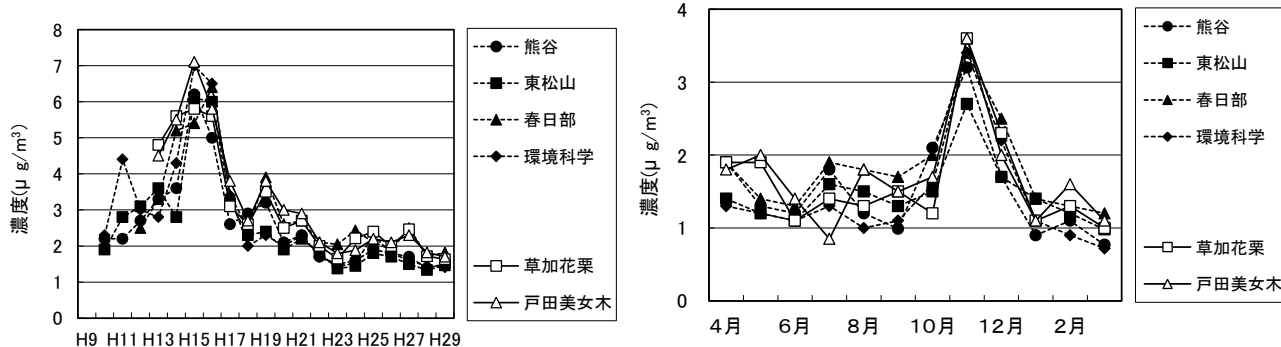 8
7
6
5
4
3
2
1
0
濃度(μ g/m³)
H9 H11 H13 H15 H17 H19 H21 H23 H25 H27 H29
熊谷
東松山
春日部
環境科学
草加花栗
戸田美女木
4
3
2
1
0
濃度(μ g/m³)
4月 6月 8月 10月 12月 2月
熊谷
東松山
春日部
環境科学
草加花栗
戸田美女木